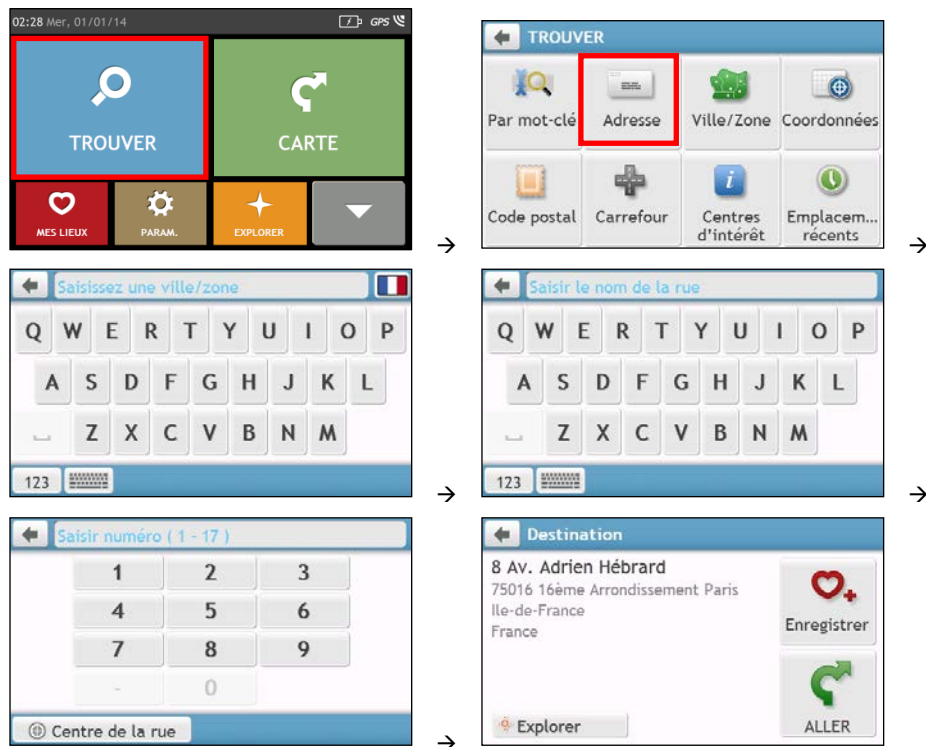 02:28 Mer, 01/01/14 GPS
TROUVER CARTE
MES LIEUX PARAM. EXPLORER
→
TROUVER
Par mot-clé Adresse Ville/Zone Coordonnées
Code postal Carrefour Centres d'intérêt Emplacem... récents
→
Saisissez une ville/zone
Q W E R T Y U I O P
A S D F G H J K L
Z X C V B N M
123
→
Saisir le nom de la rue
Q W E R T Y U I O P
A S D F G H J K L
Z X C V B N M
123
→
Saisir numéro ( 1 - 17 )
1 2 3
4 5 6
7 8 9
- 0
Centre de la rue
→
Destination
8 Av. Adrien Hébrard
75016 16ème Arrondissement Paris
Ile-de-France
France
Enregistrer
Explorer ALLER